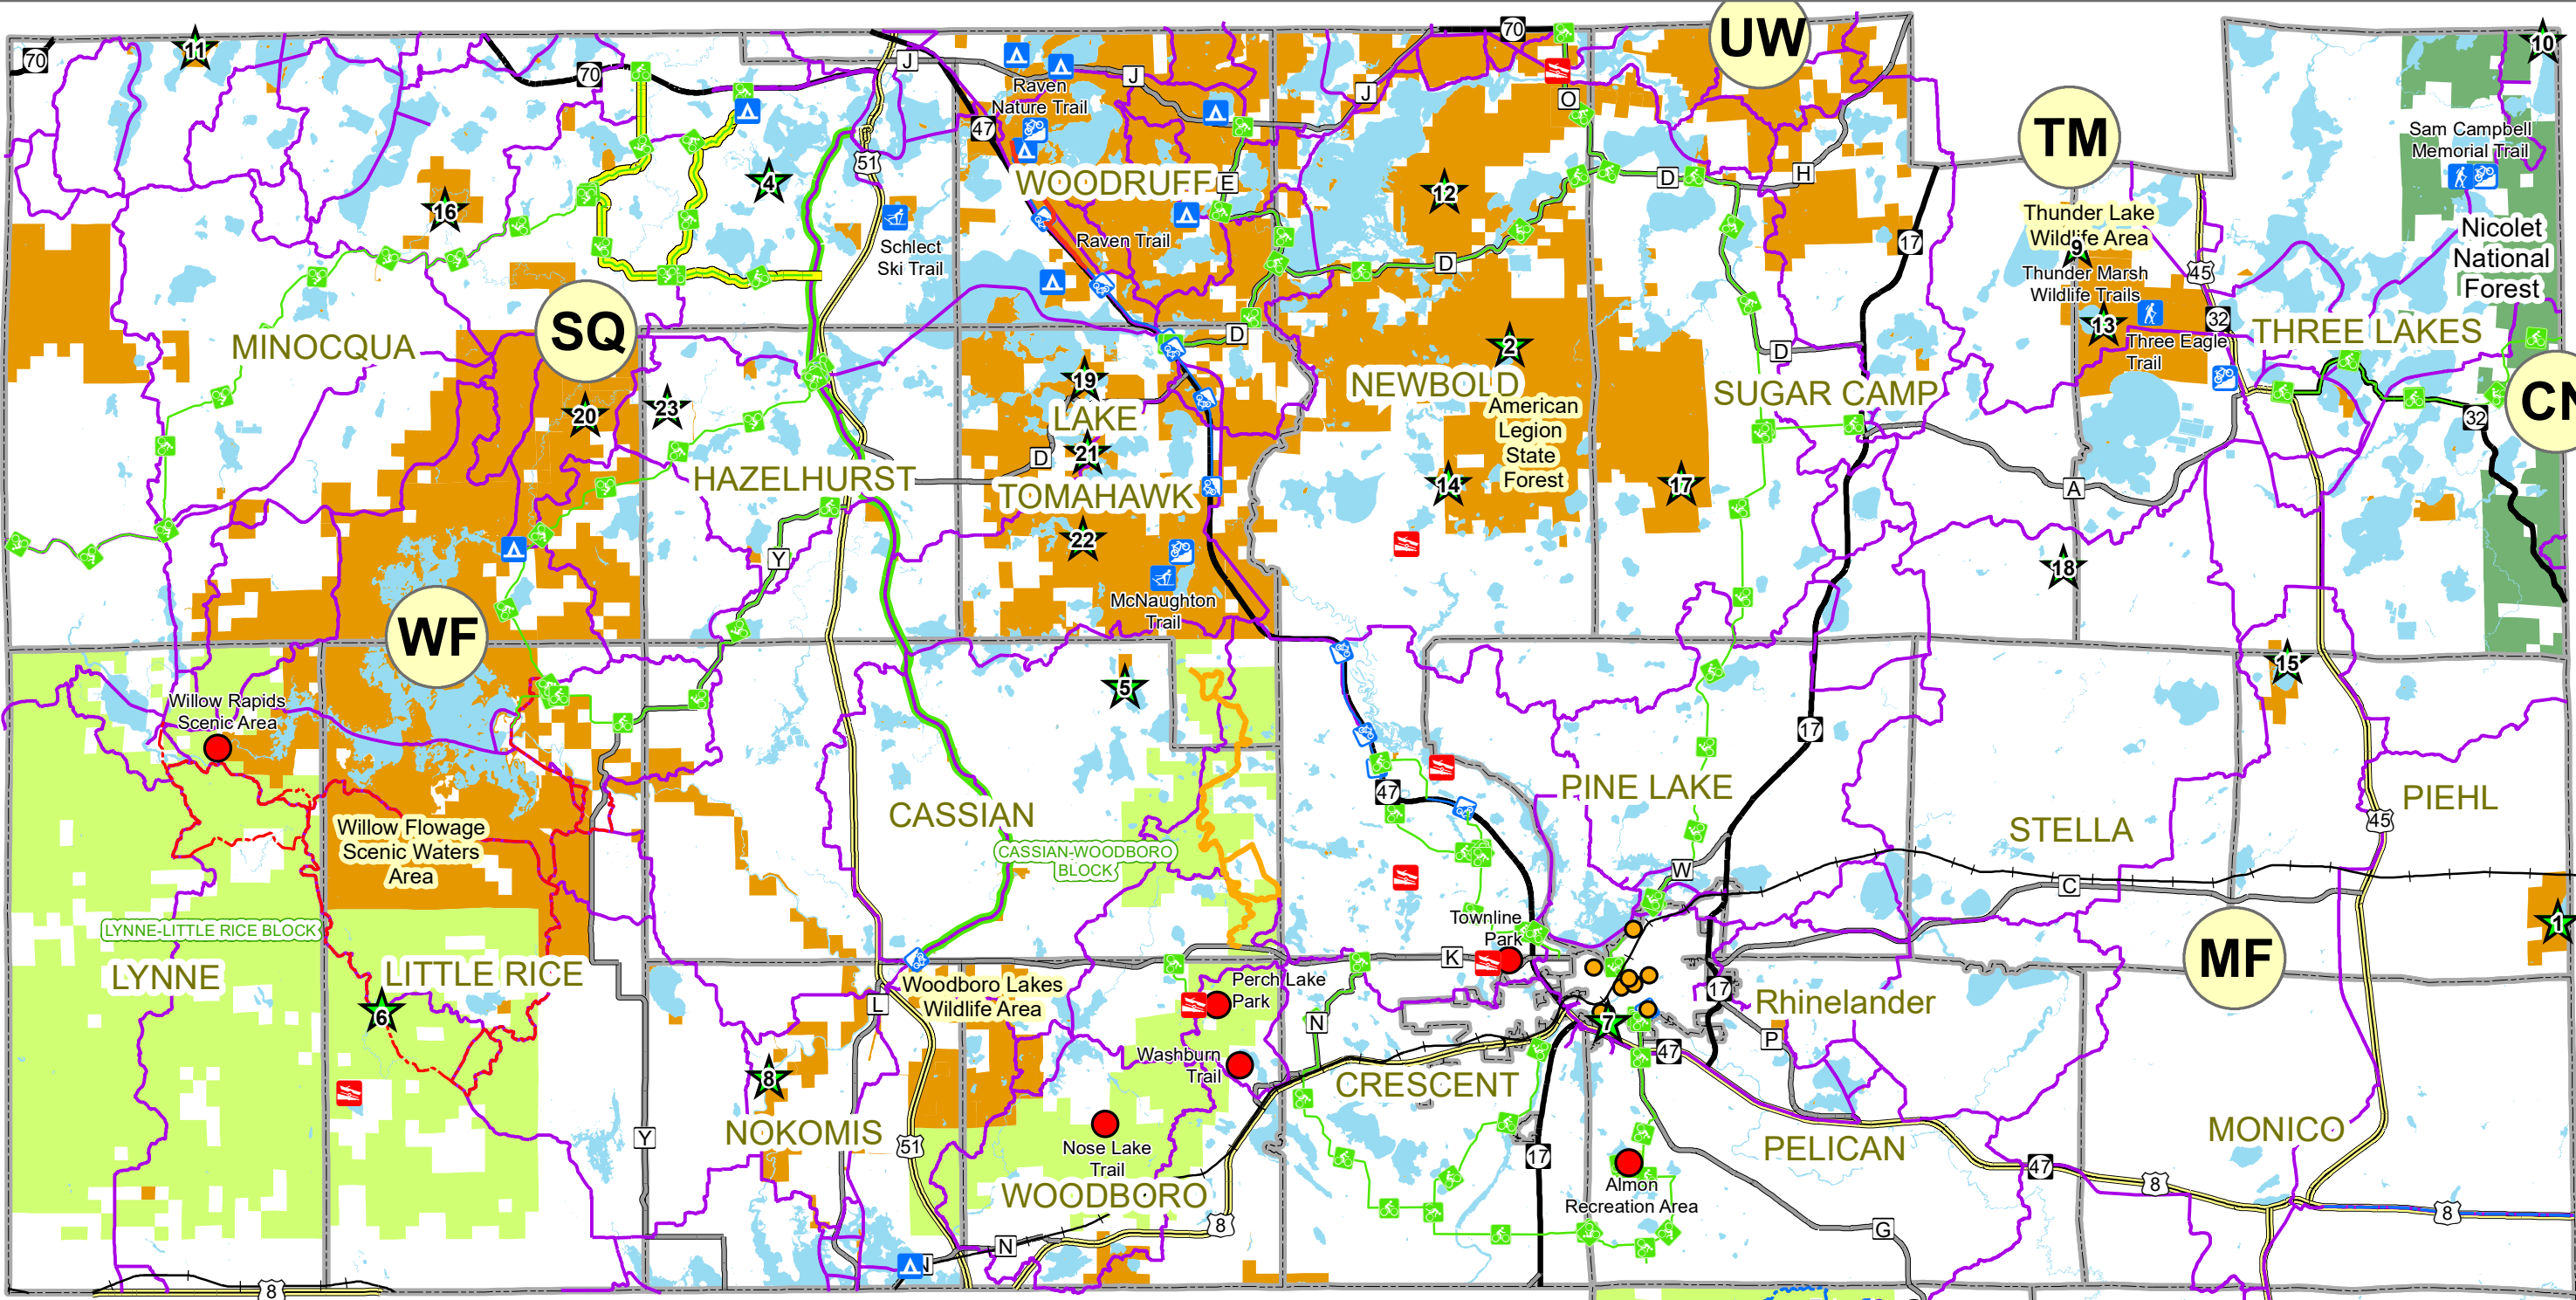 UW
70
11
70
70
J
J
J
10
Raven
Nature Trail
O
47
TM
Sam Campbell
Memorial Trail
51
4
WOODRUFF
E
12
D
H
16
Thunder Lake
Wildlife Area
9
Schlect
Ski Trail
Raven Trail
D
17
45
Nicolet
National
Forest
Thunder Marsh
Wildlife Trails
13
32
SQ
MINOCQUA
D
2
D
Three Eagle
Trail
THREE LAKES
19
NEWBOLD
SUGAR CAMP
CN
20
23
LAKE
American
Legion
State
Forest
32
D
21
HAZELHURST
TOMAHAWK
14
17
A
22
Y
18
McNaughton
Trail
WF
5
15
Willow Rapids
Scenic Area
17
47
PINE LAKE
PIEHL
CASSIAN
45
STELLA
Willow Flowage
Scenic Waters
Area
CASSIAN-WOODBORO
BLOCK
W
C
LYNNE-LITTLE RICE BLOCK
Townline
Park
1
K
MF
LYNNE
LITTLE RICE
Woodboro Lakes
Wildlife Area
Perch Lake
Park
17
Rhinelander
L
6
N
7
P
47
Washburn
Trail
8
CRESCENT
NOKOMIS
51
Y
Nose Lake
Trail
17
PELICAN
MONICO
47
8
WOODBORO
Almon
Recreation Area
8
8
G
N
N
8